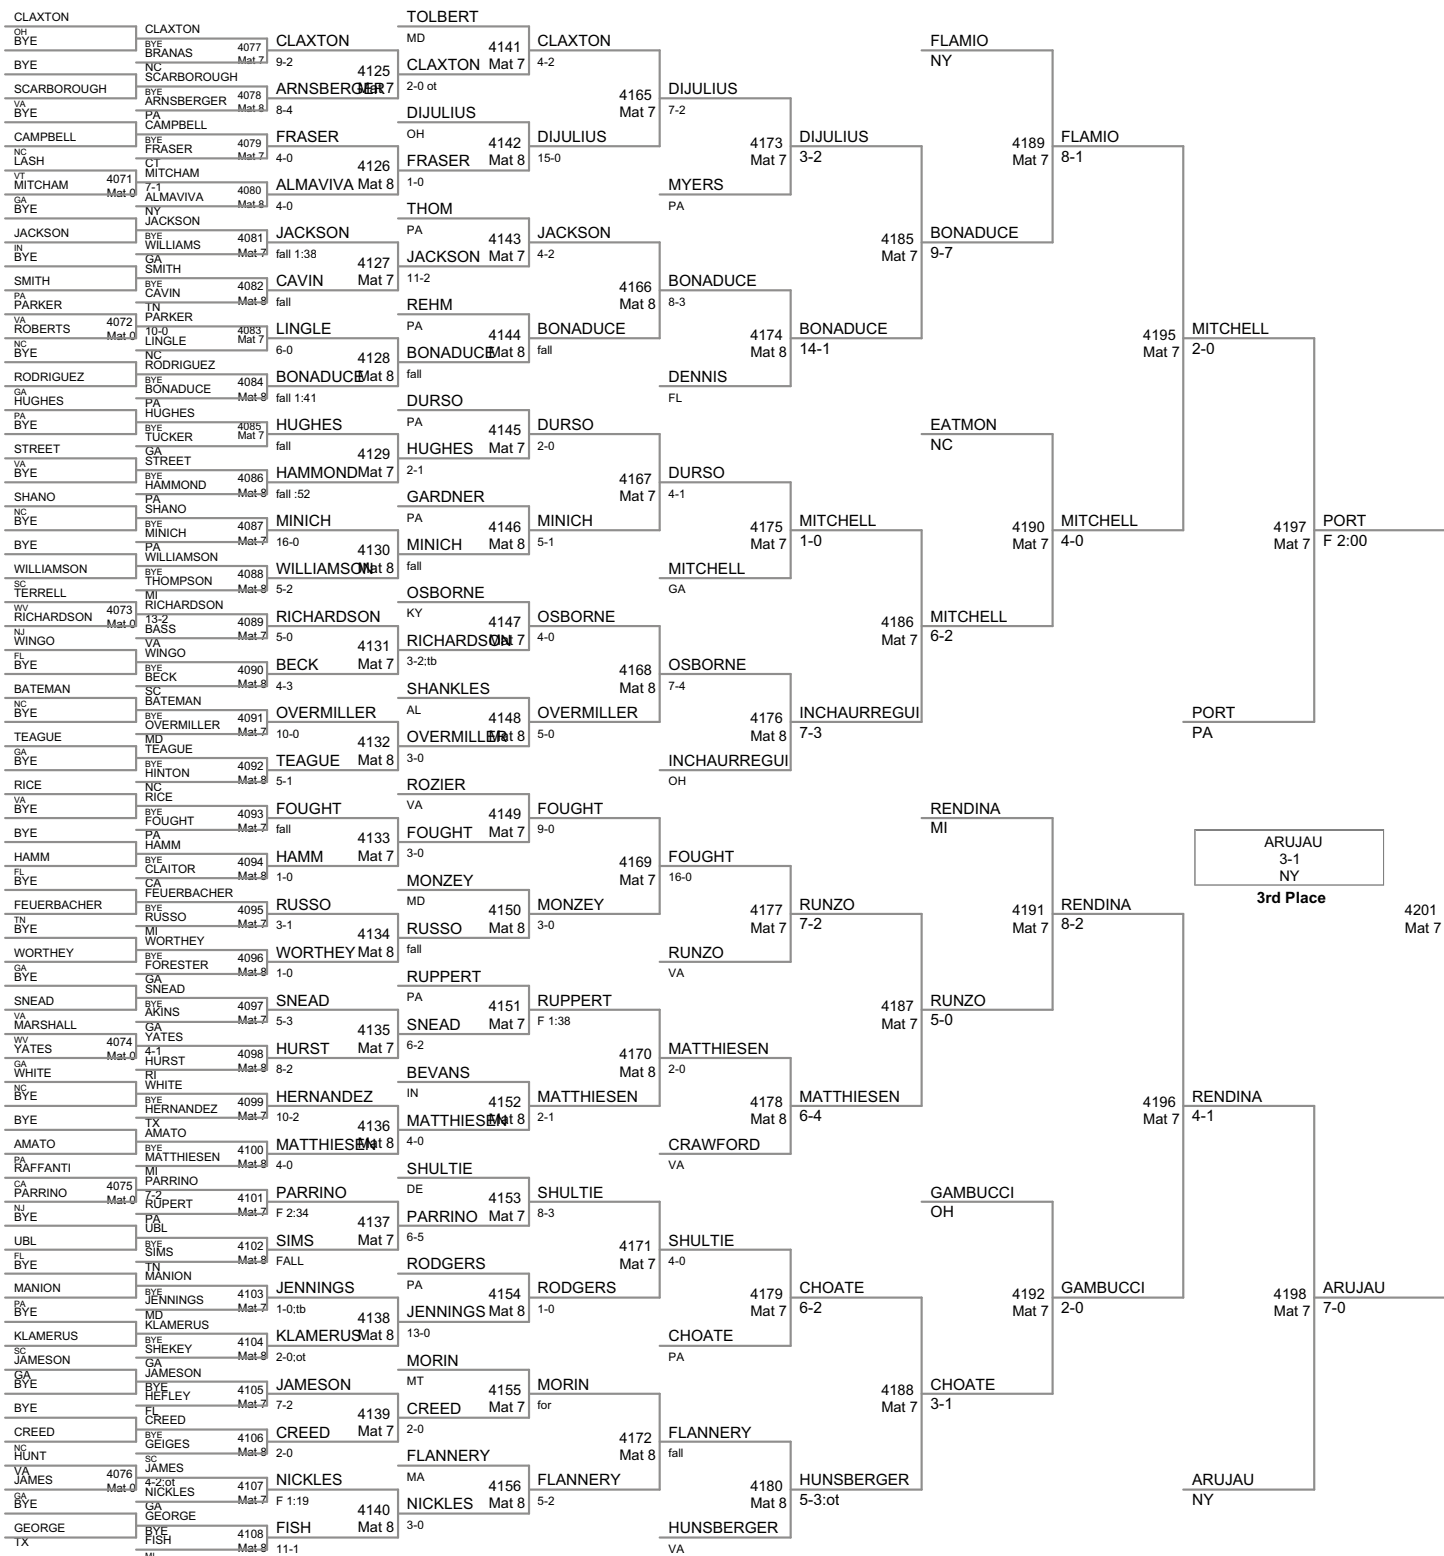 CLAXTON
OH
BYE
BYE
SCARBOROUGH
VA
BYE
CAMPBELL
NC
LASH
VT
MITCHAM
4071
Mat 0
GA
BYE
JACKSON
IN
BYE
SMITH
PA
PARKER
VA
ROBERTS
4072
Mat 0
NC
BYE
RODRIGUEZ
GA
HUGHES
PA
BYE
STREET
VA
BYE
SHANO
NC
BYE
BYE
WILLIAMSON
SC
TERRELL
WV
RICHARDSON
4073
Mat 0
NJ
WINGO
FL
BYE
BATEMAN
NC
BYE
TEAGUE
GA
BYE
RICE
VA
BYE
BYE
HAMM
FL
BYE
FEUERBACHER
TN
BYE
WORTHEY
GA
BYE
SNEAD
VA
MARSHALL
WV
YATES
4074
Mat 0
GA
WHITE
NC
BYE
BYE
AMATO
PA
RAFFANTI
CA
PARRINO
4075
Mat 0
NJ
BYE
UBL
FL
BYE
MANION
PA
BYE
KLAMERUS
SC
JAMESON
GA
BYE
BYE
CREED
NC
HUNT
VA
JAMES
4076
Mat 0
GA
BYE
GEORGE
TX
CLAXTON
BYE
BRANAS
4077
Mat 7
NC
SCARBOROUGH
BYE
ARNSBERGER
4078
Mat 8
PA
CAMPBELL
BYE
FRASER
4079
Mat 7
CT
MITCHAM
7-1
ALMAVIVA
4080
Mat 8
NY
JACKSON
BYE
WILLIAMS
4081
Mat 7
GA
SMITH
BYE
CAVIN
4082
Mat 8
TN
PARKER
10-0
LINGLE
4083
Mat 7
NC
RODRIGUEZ
BYE
BONADUCE
4084
Mat 8
PA
HUGHES
BYE
TUCKER
4085
Mat 7
GA
STREET
BYE
HAMMOND
4086
Mat 8
PA
SHANO
BYE
MINICH
4087
Mat 7
PA
WILLIAMSON
BYE
THOMPSON
4088
Mat 8
MI
RICHARDSON
13-2
BASS
4089
Mat 7
VA
WINGO
BYE
BECK
4090
Mat 8
SC
BATEMAN
BYE
OVERMILLER
4091
Mat 7
MD
TEAGUE
BYE
HINTON
4092
Mat 8
NC
RICE
BYE
FOUGHT
4093
Mat 7
PA
HAMM
BYE
CLAITOR
4094
Mat 8
CA
FEUERBACHER
BYE
RUSSO
4095
Mat 7
MI
WORTHEY
BYE
FORESTER
4096
Mat 8
GA
SNEAD
BYE
AKINS
4097
Mat 7
GA
YATES
4-1
HURST
4098
Mat 8
RI
WHITE
BYE
HERNANDEZ
4099
Mat 7
TX
AMATO
BYE
MATTHIESEN
4100
Mat 8
MI
PARRINO
7-2
RUPERT
4101
Mat 7
PA
UBL
BYE
SIMS
4102
Mat 8
TN
MANION
BYE
JENNINGS
4103
Mat 7
MD
KLAMERUS
BYE
SHEKEY
4104
Mat 8
GA
JAMESON
BYE
HEFLEY
4105
Mat 7
FL
CREED
BYE
GEIGES
4106
Mat 8
SC
JAMES
4-2;ot
NICKLES
4107
Mat 7
GA
GEORGE
BYE
FISH
4108
Mat 8
MI
CLAXTON
9-2
4125
Mat 7
ARNSBERGER
8-4
FRASER
4-0
4126
Mat 8
ALMAVIVA
4-0
JACKSON
fall 1:38
4127
Mat 7
CAVIN
fall
LINGLE
6-0
4128
Mat 8
BONADUCE
fall 1:41
HUGHES
fall
4129
Mat 7
HAMMOND
fall :52
MINICH
16-0
4130
Mat 8
WILLIAMSON
5-2
RICHARDSON
5-0
4131
Mat 7
BECK
4-3
OVERMILLER
10-0
4132
Mat 8
TEAGUE
5-1
FOUGHT
fall
4133
Mat 7
HAMM
1-0
RUSSO
3-1
4134
Mat 8
WORTHEY
1-0
SNEAD
5-3
4135
Mat 7
HURST
8-2
HERNANDEZ
10-2
4136
Mat 8
MATTHIESEN
4-0
PARRINO
F 2:34
4137
Mat 7
SIMS
FALL
JENNINGS
1-0;tb
4138
Mat 8
KLAMERUS
2-0;ot
JAMESON
7-2
4139
Mat 7
CREED
2-0
NICKLES
F 1:19
4140
Mat 8
FISH
11-1
TOLBERT
MD
4141
Mat 7
CLAXTON
2-0 ot
DIJULIUS
OH
4142
Mat 8
FRASER
1-0
THOM
PA
4143
Mat 7
JACKSON
11-2
REHM
PA
4144
Mat 8
BONADUCE
fall
DURSO
PA
4145
Mat 7
HUGHES
2-1
GARDNER
PA
4146
Mat 8
MINICH
fall
OSBORNE
KY
4147
Mat 7
RICHARDSON
3-2;tb
SHANKLES
AL
4148
Mat 8
OVERMILLER
3-0
ROZIER
VA
4149
Mat 7
FOUGHT
3-0
MONZEY
MD
4150
Mat 8
RUSSO
fall
RUPPERT
PA
4151
Mat 7
SNEAD
6-2
BEVANS
IN
4152
Mat 8
MATTHIESEN
4-0
SHULTIE
DE
4153
Mat 7
PARRINO
6-5
RODGERS
PA
4154
Mat 8
JENNINGS
13-0
MORIN
MT
4155
Mat 7
CREED
2-0
FLANNERY
MA
4156
Mat 8
NICKLES
3-0
CLAXTON
4-2
4165
Mat 7
DIJULIUS
15-0
JACKSON
4-2
4166
Mat 8
BONADUCE
fall
DURSO
2-0
4167
Mat 7
MINICH
5-1
OSBORNE
4-0
4168
Mat 8
OVERMILLER
5-0
FOUGHT
9-0
4169
Mat 7
MONZEY
3-0
RUPPERT
F 1:38
4170
Mat 8
MATTHIESEN
2-1
SHULTIE
8-3
4171
Mat 7
RODGERS
1-0
MORIN
for
4172
Mat 8
FLANNERY
5-2
DIJULIUS
7-2
4173
Mat 7
MYERS
PA
BONADUCE
8-3
4174
Mat 8
DENNIS
FL
DURSO
4-1
4175
Mat 7
MITCHELL
GA
OSBORNE
7-4
4176
Mat 8
INCHAURREGUI
OH
FOUGHT
16-0
4177
Mat 7
RUNZO
VA
MATTHIESEN
2-0
4178
Mat 8
CRAWFORD
VA
SHULTIE
4-0
4179
Mat 7
CHOATE
PA
FLANNERY
fall
4180
Mat 8
HUNSBERGER
VA
DIJULIUS
3-2
4185
Mat 7
BONADUCE
14-1
MITCHELL
1-0
4186
Mat 7
INCHAURREGUI
7-3
RUNZO
7-2
4187
Mat 7
MATTHIESEN
6-4
CHOATE
6-2
4188
Mat 7
HUNSBERGER
5-3:ot
FLAMIO
NY
4189
Mat 7
BONADUCE
9-7
EATMON
NC
4190
Mat 7
MITCHELL
6-2
RENDINA
MI
4191
Mat 7
RUNZO
5-0
GAMBUCCI
OH
4192
Mat 7
CHOATE
3-1
FLAMIO
8-1
4195
Mat 7
MITCHELL
4-0
RENDINA
8-2
4196
Mat 7
GAMBUCCI
2-0
MITCHELL
2-0
4197
Mat 7
PORT
PA
RENDINA
4-1
4198
Mat 7
ARUJAU
NY
PORT
F 2:00
ARUJAU
7-0
ARUJAU
3-1
NY
3rd Place
4201
Mat 7